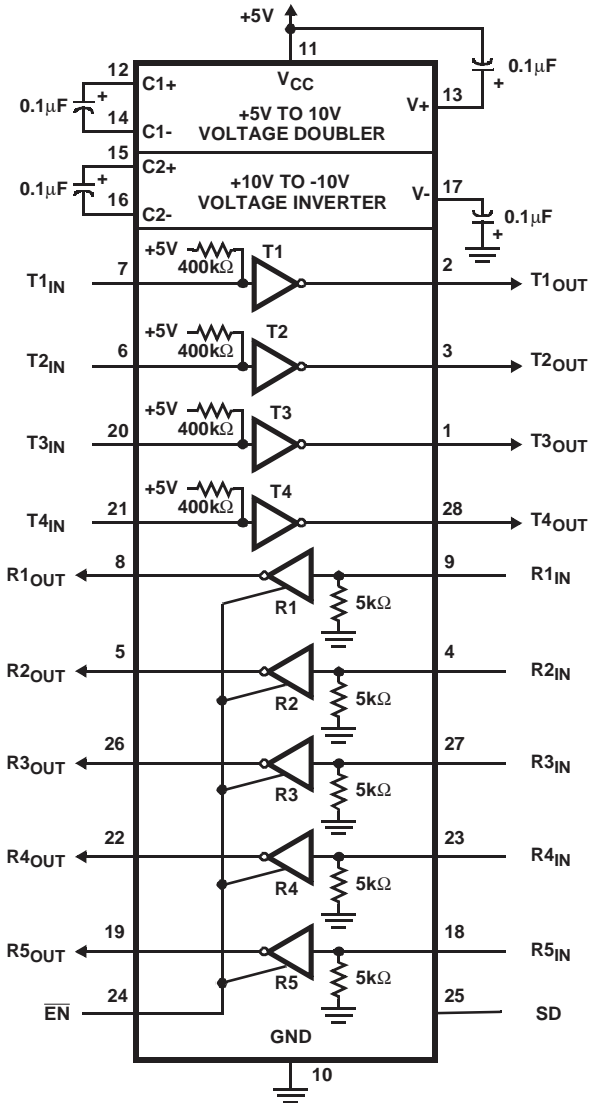 +5V
11
12
C1+
VCC
0.1μF
+
+
0.1μF
V+
13
+5V TO 10V
VOLTAGE DOUBLER
14
C1-
15
C2+
0.1μF
+
+10V TO -10V
VOLTAGE INVERTER
V-
17
16
C2-
0.1μF
+
+5V
400kΩ
T1
T1IN
7
2
T1OUT
+5V
400kΩ
T2
T2IN
6
3
T2OUT
+5V
400kΩ
T3
T3IN
20
1
T3OUT
+5V
400kΩ
T4
T4IN
21
28
T4OUT
R1OUT
8
9
R1IN
R1
5kΩ
R2OUT
5
4
R2IN
R2
5kΩ
R3OUT
26
27
R3IN
R3
5kΩ
R4OUT
22
23
R4IN
R4
5kΩ
R5OUT
19
18
R5IN
R5
5kΩ
EN
24
25
SD
GND
10